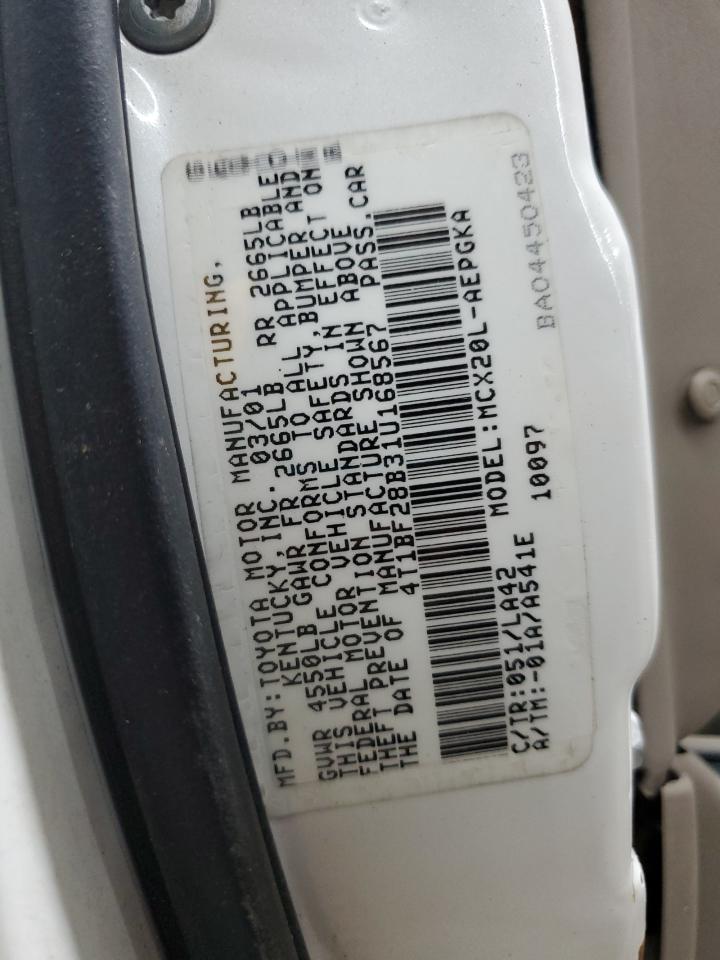 MFD.BY:TOYOTA MOTOR MANUFACTURING,
KENTUCKY,INC. 03/01
GVWR 4550LB GAWR FR 2665LB RR 2665LB
THIS VEHICLE CONFORMS TO ALL APPLICABLE
FEDERAL MOTOR VEHICLE SAFETY,BUMPER AND
THEFT PREVENTION STANDARDS IN EFFECT ON
THE DATE OF MANUFACTURE SHOWN ABOVE
4T1BF28B31U168567 PASS.CAR
MODEL:MCX20L-AEPGKA
C/TR:051/LA42
A/TM:-01A/A541E 10097
BA04450423